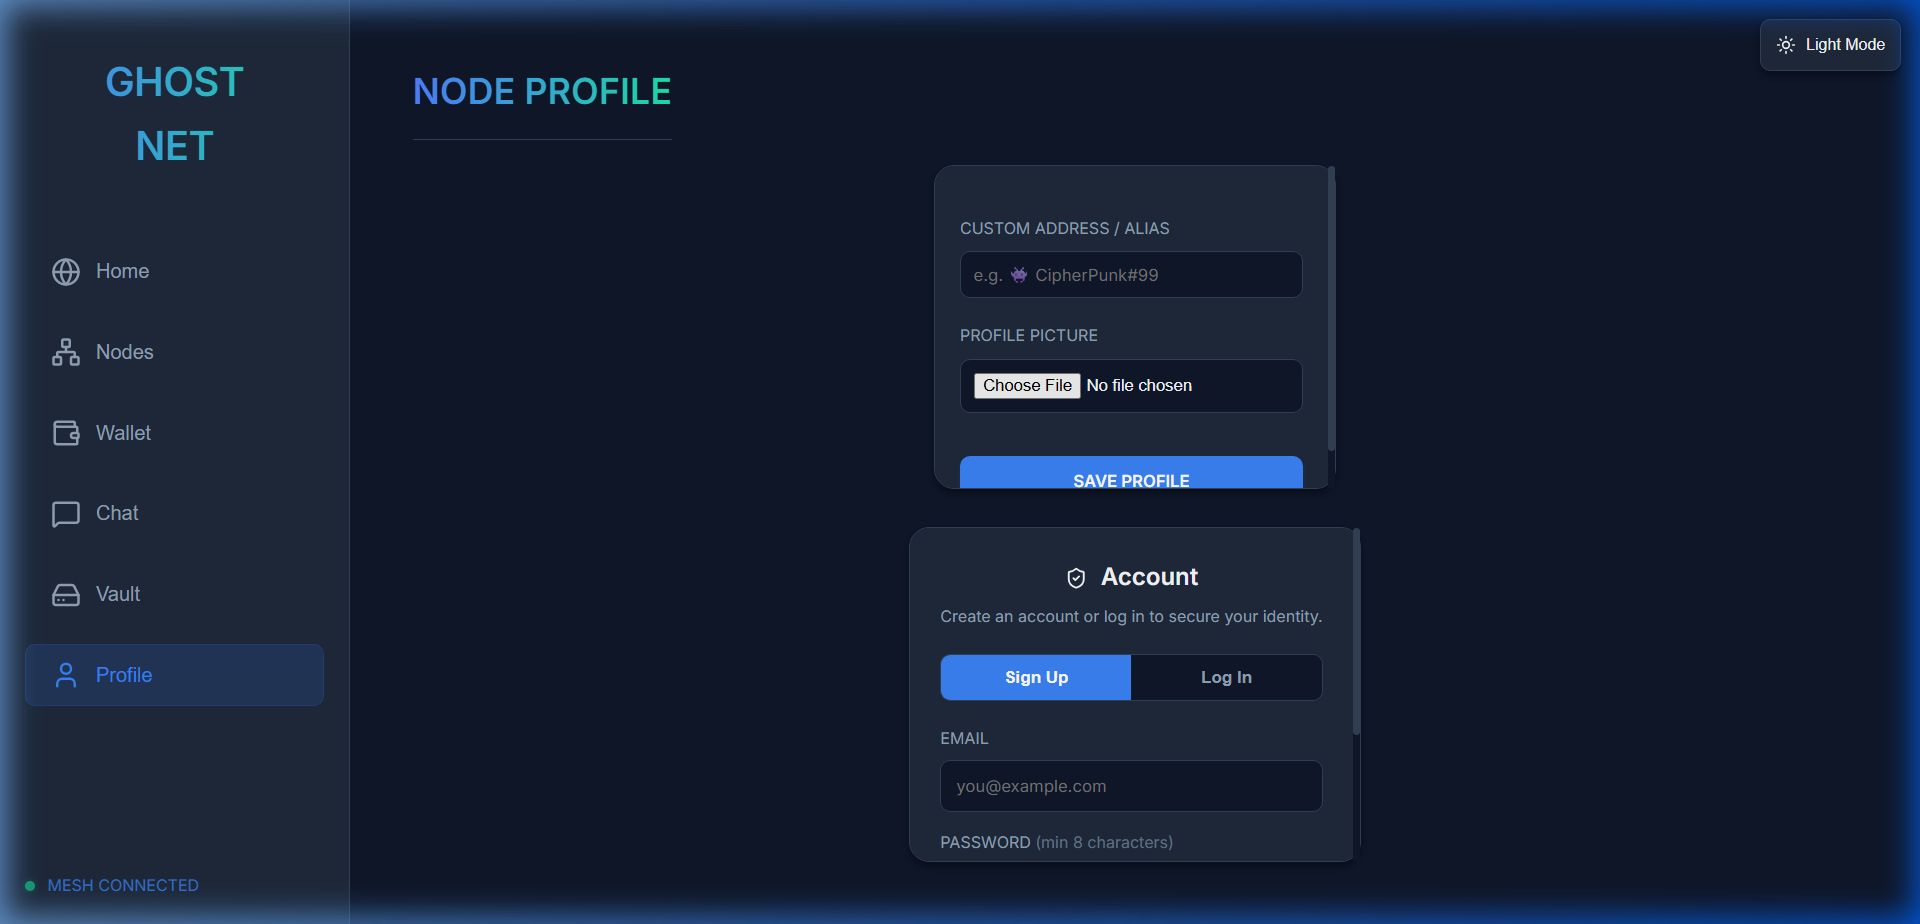 GHOST
NET
Home
Nodes
Wallet
Chat
Vault
Profile
MESH CONNECTED
Light Mode
NODE PROFILE
CUSTOM ADDRESS / ALIAS
e.g. 👾 CipherPunk#99
PROFILE PICTURE
Choose File No file chosen
SAVE PROFILE
Account
Create an account or log in to secure your identity.
Sign Up
Log In
EMAIL
you@example.com
PASSWORD (min 8 characters)